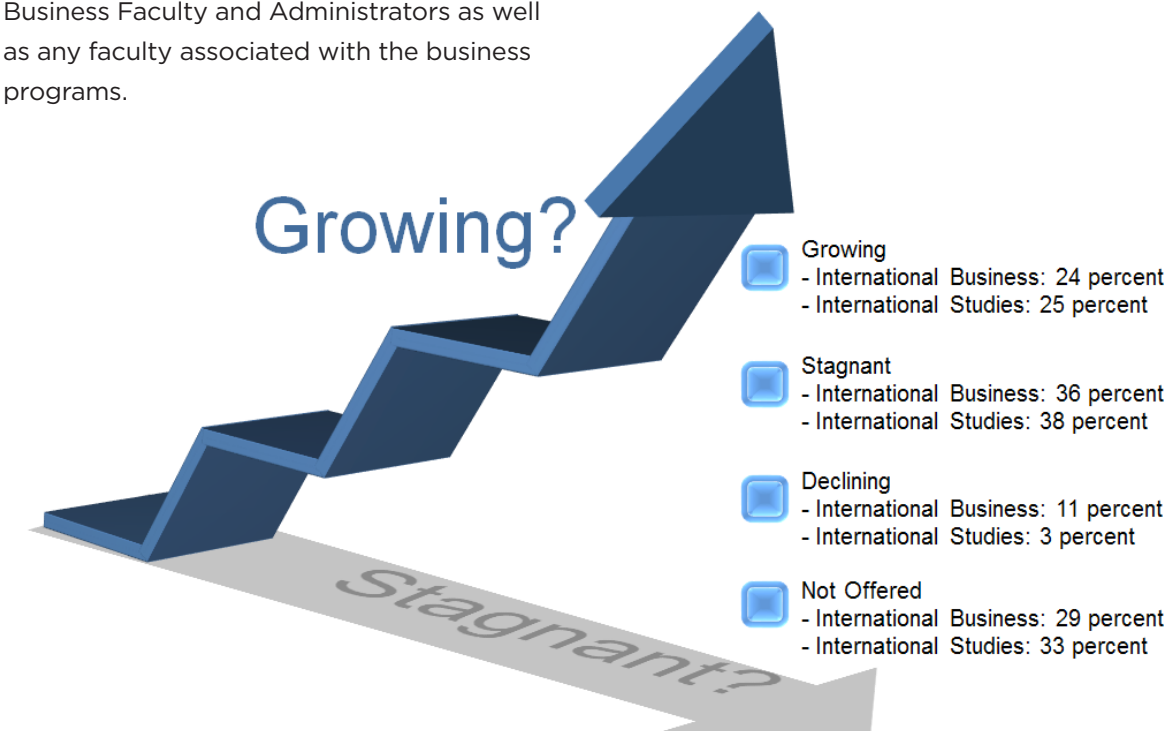 Business Faculty and Administrators as well
as any faculty associated with the business
programs.
Growing?
Growing
- International Business: 24 percent
- International Studies: 25 percent
Stagnant
- International Business: 36 percent
- International Studies: 38 percent
Declining
- International Business: 11 percent
- International Studies: 3 percent
Not Offered
- International Business: 29 percent
- International Studies: 33 percent
Stagnant?